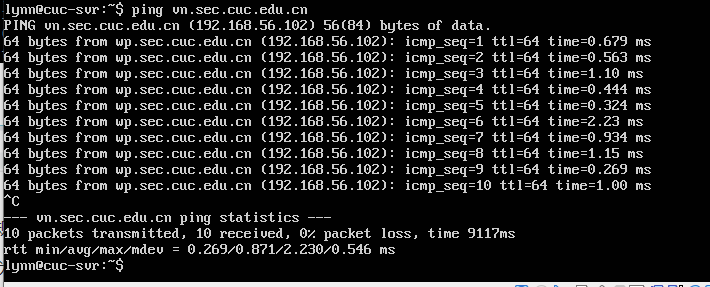 lynn@cuc-svr:~$ ping vn.sec.cuc.edu.cn
PING vn.sec.cuc.edu.cn (192.168.56.102) 56(84) bytes of data.
64 bytes from wp.sec.cuc.edu.cn (192.168.56.102): icmp_seq=1 ttl=64 time=0.679 ms
64 bytes from wp.sec.cuc.edu.cn (192.168.56.102): icmp_seq=2 ttl=64 time=0.563 ms
64 bytes from wp.sec.cuc.edu.cn (192.168.56.102): icmp_seq=3 ttl=64 time=1.10 ms
64 bytes from wp.sec.cuc.edu.cn (192.168.56.102): icmp_seq=4 ttl=64 time=0.444 ms
64 bytes from wp.sec.cuc.edu.cn (192.168.56.102): icmp_seq=5 ttl=64 time=0.324 ms
64 bytes from wp.sec.cuc.edu.cn (192.168.56.102): icmp_seq=6 ttl=64 time=2.23 ms
64 bytes from wp.sec.cuc.edu.cn (192.168.56.102): icmp_seq=7 ttl=64 time=0.934 ms
64 bytes from wp.sec.cuc.edu.cn (192.168.56.102): icmp_seq=8 ttl=64 time=1.15 ms
64 bytes from wp.sec.cuc.edu.cn (192.168.56.102): icmp_seq=9 ttl=64 time=0.269 ms
64 bytes from wp.sec.cuc.edu.cn (192.168.56.102): icmp_seq=10 ttl=64 time=1.00 ms
^C
--- vn.sec.cuc.edu.cn ping statistics ---
10 packets transmitted, 10 received, 0% packet loss, time 9117ms
rtt min/avg/max/mdev = 0.269/0.871/2.230/0.546 ms
lynn@cuc-svr:~$